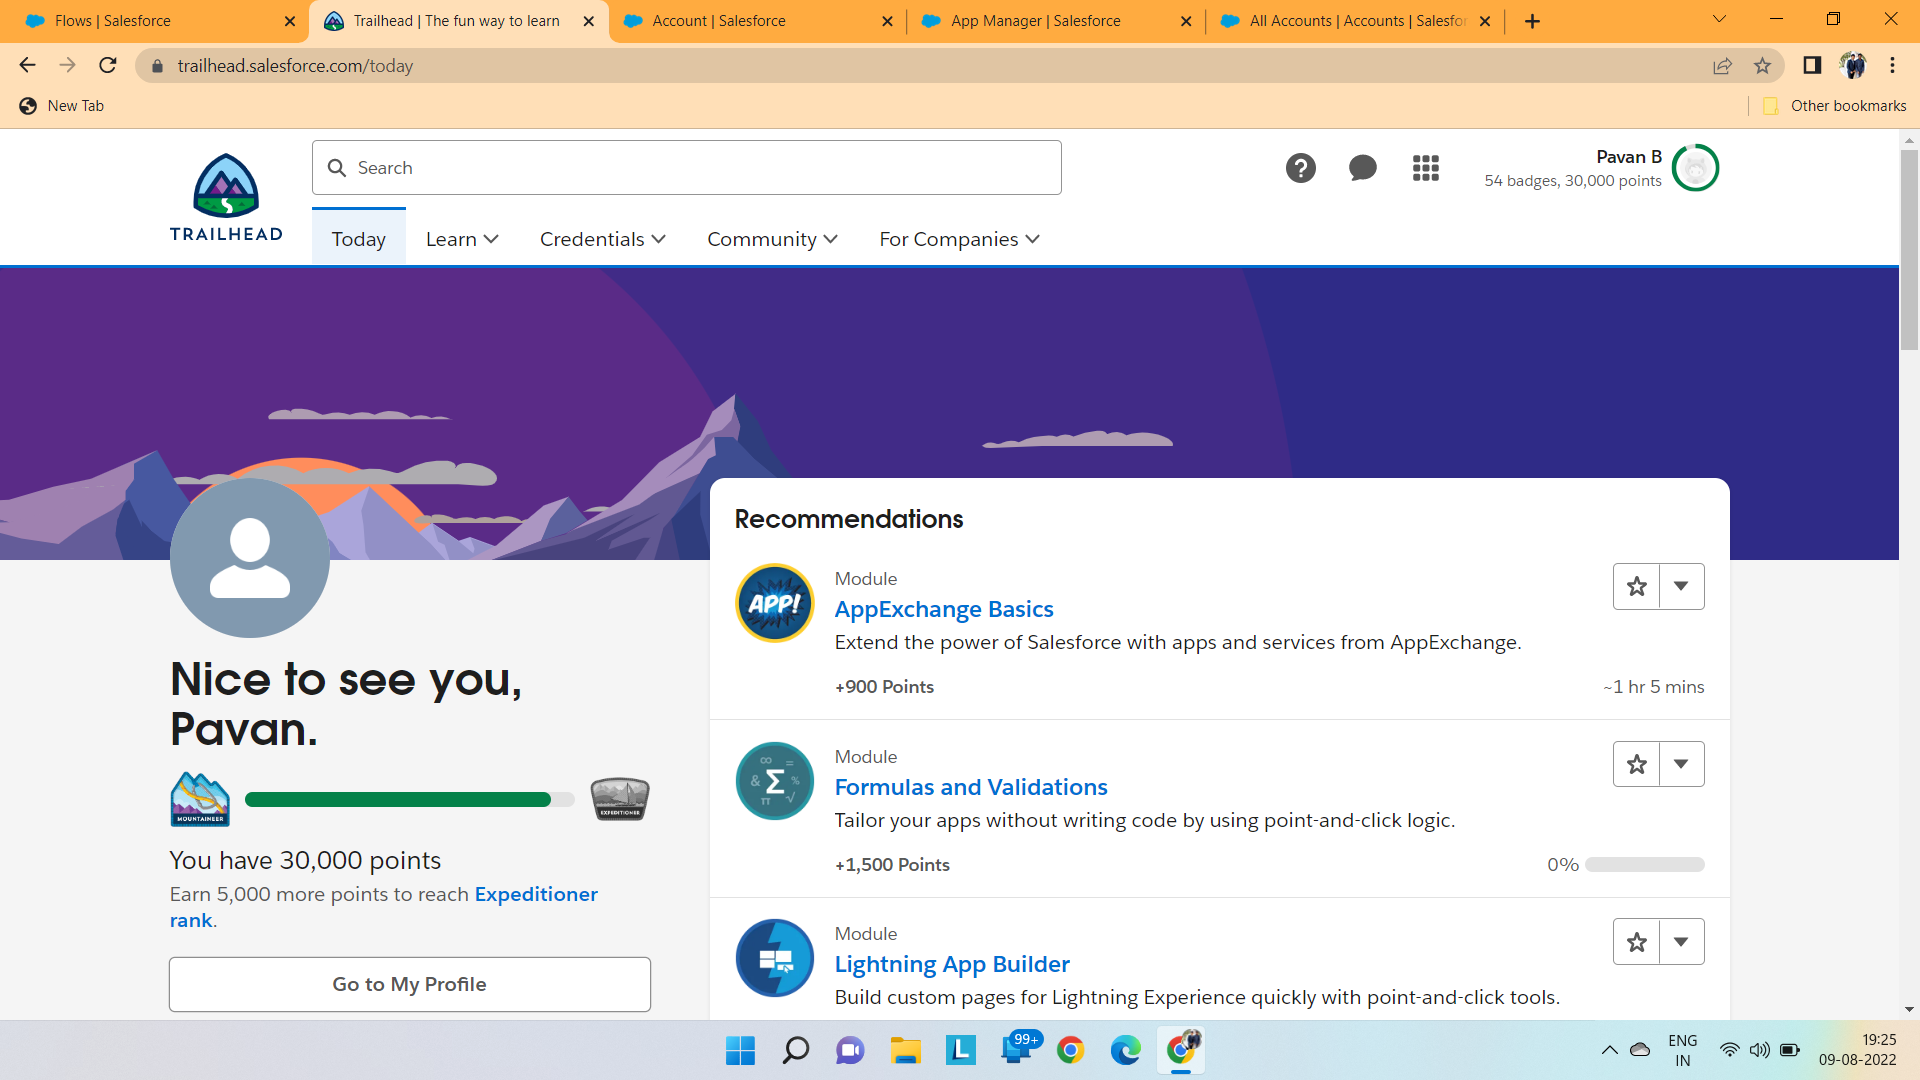 Flows | Salesforce
Trailhead | The fun way to learn
Account | Salesforce
App Manager | Salesforce
All Accounts | Accounts | Salesfor
trailhead.salesforce.com/today
New Tab
Other bookmarks
TRAILHEAD
Search
Pavan B
54 badges, 30,000 points
Today
Learn
Credentials
Community
For Companies
Nice to see you,
Pavan.
MOUNTAINEER
EXPEDITIONER
You have 30,000 points
Earn 5,000 more points to reach Expeditioner
rank.
Go to My Profile
Recommendations
APP!
Module
AppExchange Basics
Extend the power of Salesforce with apps and services from AppExchange.
+900 Points
~1 hr 5 mins
Module
Formulas and Validations
Tailor your apps without writing code by using point-and-click logic.
+1,500 Points
0%
Module
Lightning App Builder
Build custom pages for Lightning Experience quickly with point-and-click tools.
L
99+
ENG
IN
19:25
09-08-2022